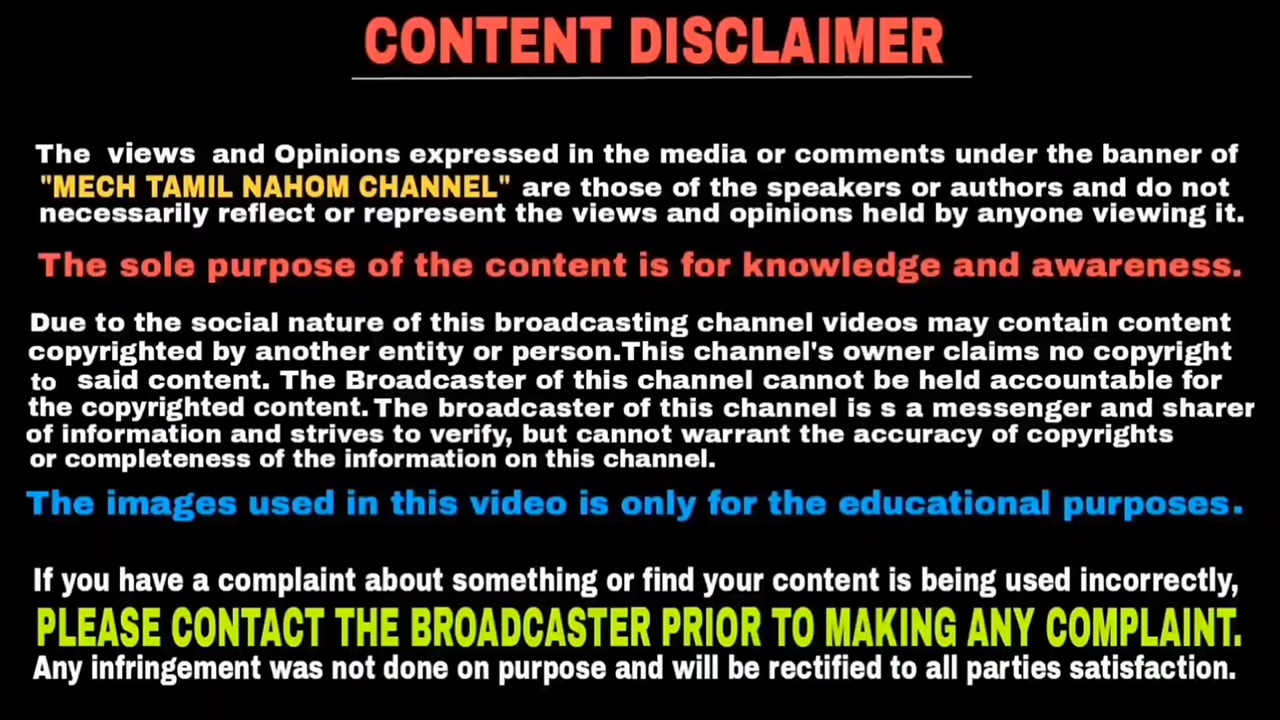 CONTENT DISCLAIMER
The views and Opinions expressed in the media or comments under the banner of
"MECH TAMIL NAHOM CHANNEL" are those of the speakers or authors and do not
necessarily reflect or represent the views and opinions held by anyone viewing it.
The sole purpose of the content is for knowledge and awareness.
Due to the social nature of this broadcasting channel videos may contain content
copyrighted by another entity or person.This channel's owner claims no copyright
to said content. The Broadcaster of this channel cannot be held accountable for
the copyrighted content. The broadcaster of this channel is s a messenger and sharer
of information and strives to verify, but cannot warrant the accuracy of copyrights
or completeness of the information on this channel.
The images used in this video is only for the educational purposes.
If you have a complaint about something or find your content is being used incorrectly,
PLEASE CONTACT THE BROADCASTER PRIOR TO MAKING ANY COMPLAINT.
Any infringement was not done on purpose and will be rectified to all parties satisfaction.